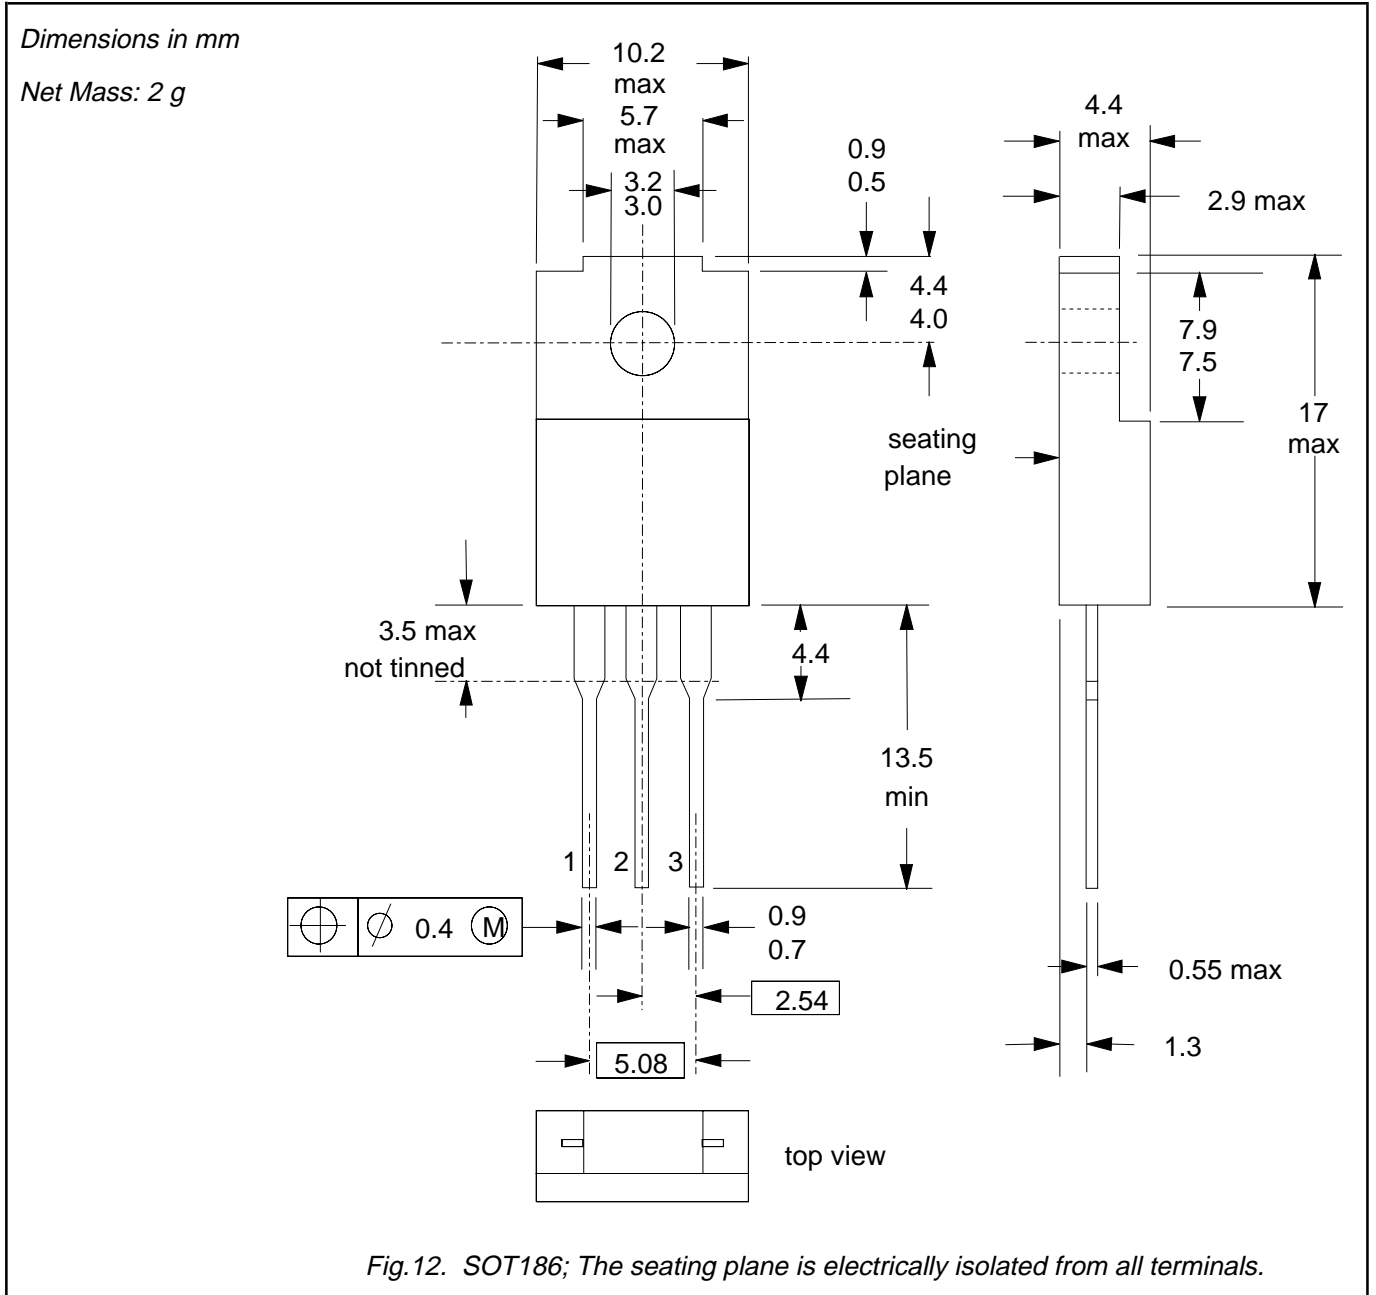 Dimensions in mm
Net Mass: 2 g
10.2
max
5.7
max
3.2
3.0
0.9
0.5
4.4
4.0
4.4
max
2.9 max
7.9
7.5
17
max
seating
plane
3.5 max
not tinned
4.4
13.5
min
1 2 3
0.4 M
0.9
0.7
2.54
5.08
0.55 max
1.3
top view
Fig.12. SOT186; The seating plane is electrically isolated from all terminals.